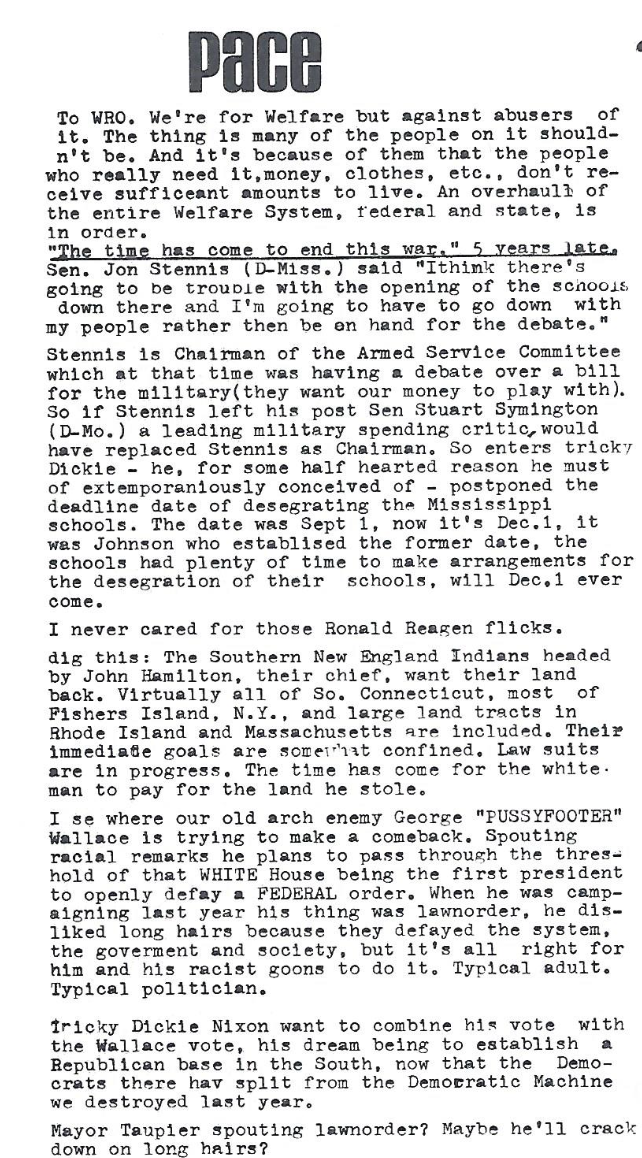 pace
To WRO. We're for Welfare but against abusers of
it. The thing is many of the people on it should-
n't be. And it's because of them that the people
who really need it,money, clothes, etc., don't re-
ceive sufficeant amounts to live. An overhaul of
the entire Welfare System, federal and state, is
in order.
"The time has come to end this war." 5 years late.
Sen. Jon Stennis (D-Miss.) said "Ithink there's
going to be trouble with the opening of the schools
down there and I'm going to have to go down with
my people rather then be on hand for the debate."
Stennis is Chairman of the Armed Service Committee
which at that time was having a debate over a bill
for the military(they want our money to play with).
So if Stennis left his post Sen Stuart Symington
(D-Mo.) a leading military spending critic, would
have replaced Stennis as Chairman. So enters tricky
Dickie - he, for some half hearted reason he must
of extemporaniously conceived of - postponed the
deadline date of desegrating the Mississippi
schools. The date was Sept 1, now it's Dec.1, it
was Johnson who establised the former date, the
schools had plenty of time to make arrangements for
the desegration of their schools, will Dec.1 ever
come.
I never cared for those Ronald Reagen flicks.
dig this: The Southern New England Indians headed
by John Hamilton, their chief, want their land
back. Virtually all of So. Connecticut, most of
Fishers Island, N.Y., and large land tracts in
Rhode Island and Massachusetts are included. Their
immediate goals are somewhat confined. Law suits
are in progress. The time has come for the white
man to pay for the land he stole.
I se where our old arch enemy George "PUSSYFOOTER"
Wallace is trying to make a comeback. Spouting
racial remarks he plans to pass through the thres-
hold of that WHITE House being the first president
to openly defay a FEDERAL order. When he was camp-
aigning last year his thing was lawnorder, he dis-
liked long hairs because they defayed the system,
the goverment and society, but it's all right for
him and his racist goons to do it. Typical adult.
Typical politician.
Tricky Dickie Nixon want to combine his vote with
the Wallace vote, his dream being to establish a
Republican base in the South, now that the Demo-
crats there hav split from the Democratic Machine
we destroyed last year.
Mayor Taupier spouting lawnorder? Maybe he'll crack
down on long hairs?